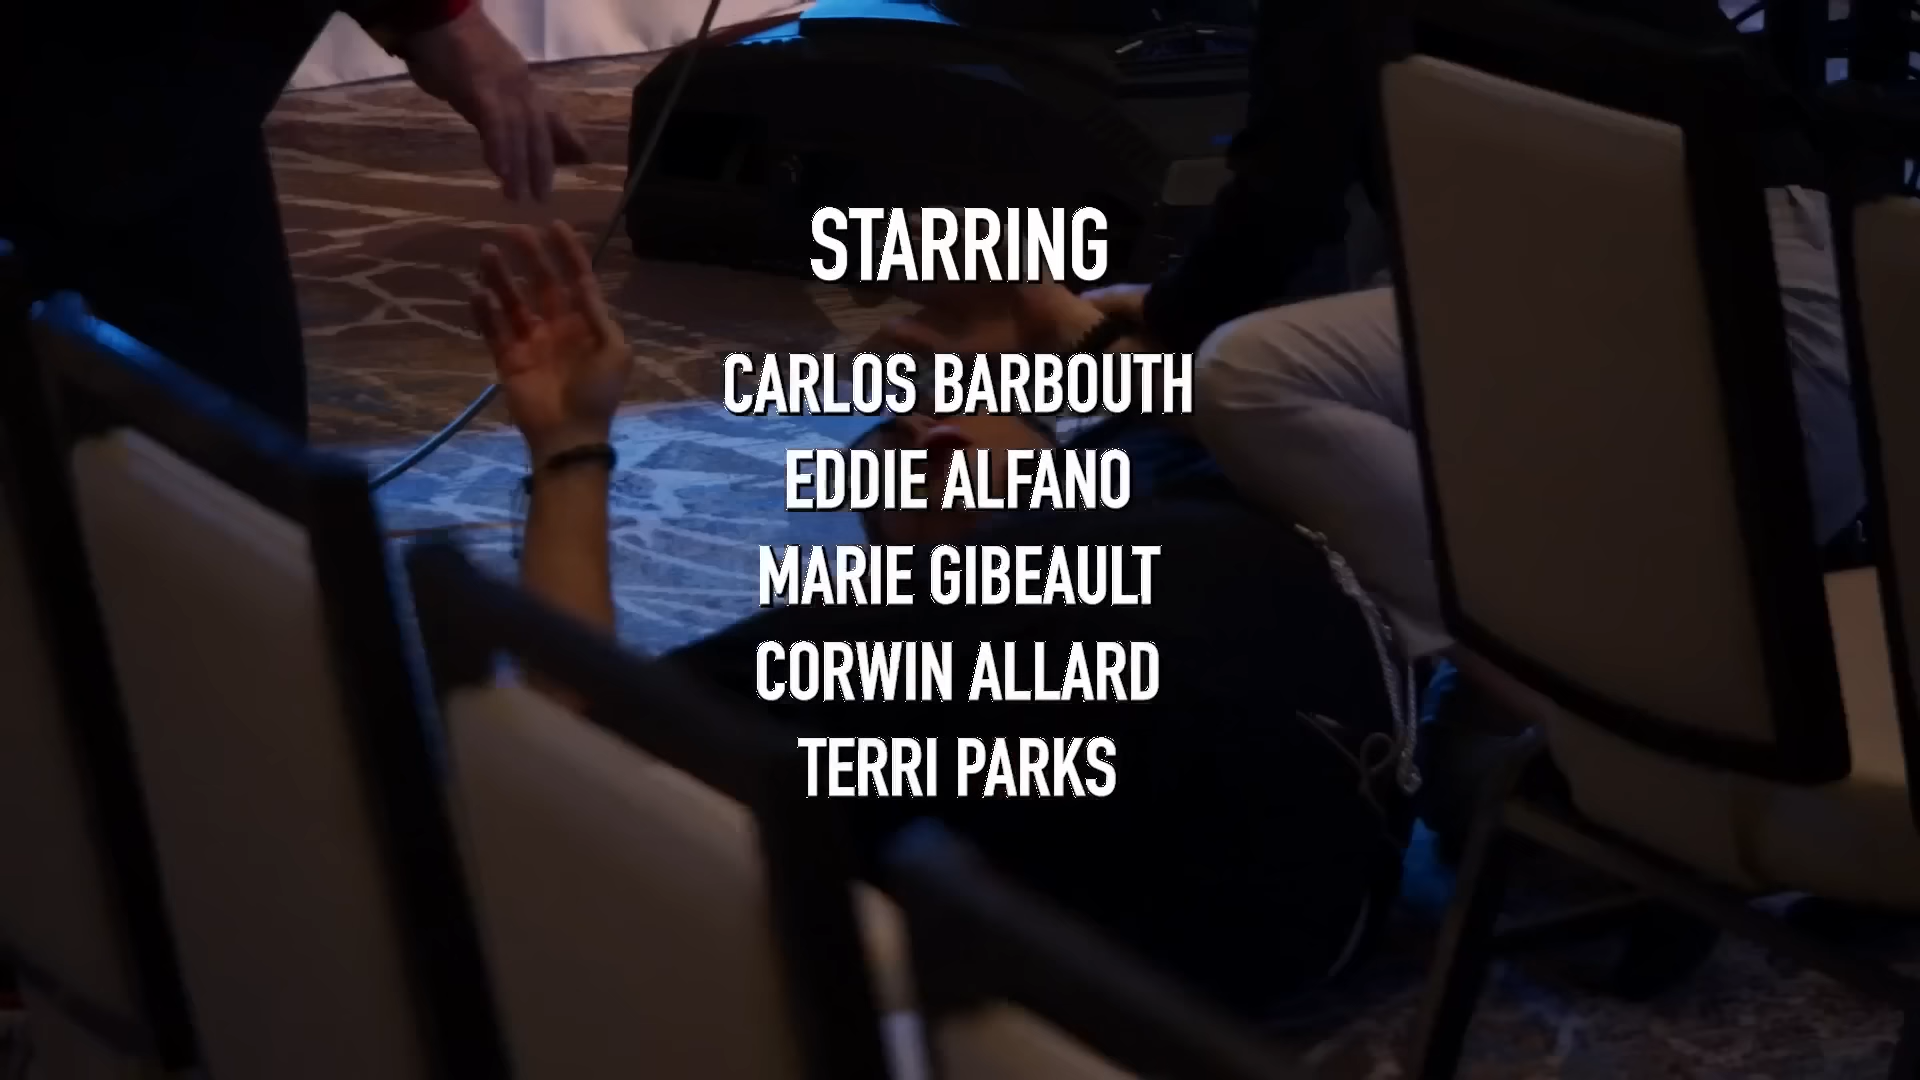 STARRING
CARLOS BARBOUTH
EDDIE ALFANO
MARIE GIBEAULT
CORWIN ALLARD
TERRI PARKS